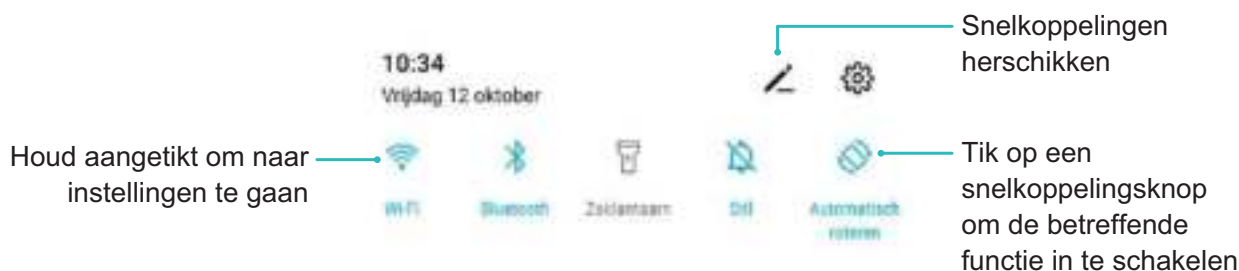 Snelkoppelingen
herschikken
10:34
Vrijdag 12 oktober
Houd aangetikt om naar
instellingen te gaan
Wi-Fi
Bluetooth
Zaklantaarn
Stil
Automatisch
roteren
Tik op een
snelkoppelingsknop
om de betreffende
functie in te schakelen